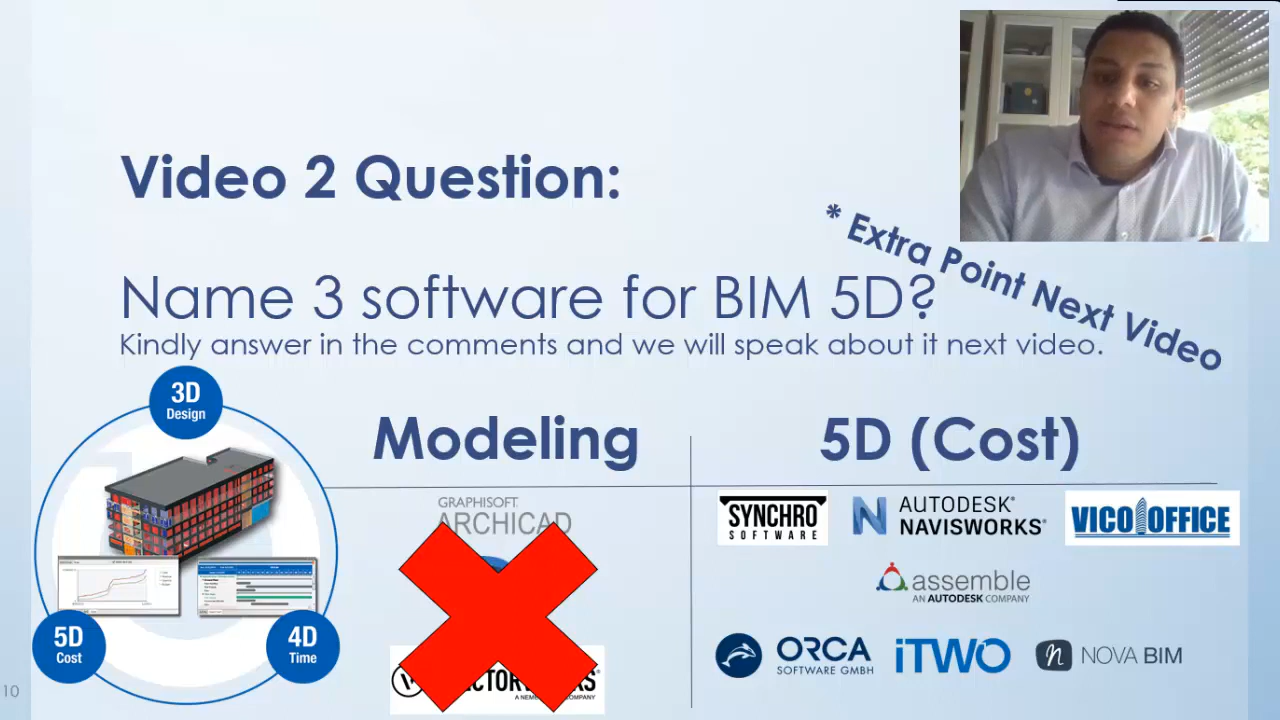 Video 2 Question:
* Extra Point Next Video
Name 3 software for BIM 5D?
Kindly answer in the comments and we will speak about it next video.
3D
Design
5D
Cost
4D
Time
Modeling
5D (Cost)
GRAPHISOFT
ARCHICAD
AN
SYNCHRO
SOFTWARE
AUTODESK®
NAVISWORKS®
VICO OFFICE
assemble
AN AUTODESK COMPANY
ORCA
SOFTWARE GMBH
iTWO
n NOVA BIM
10